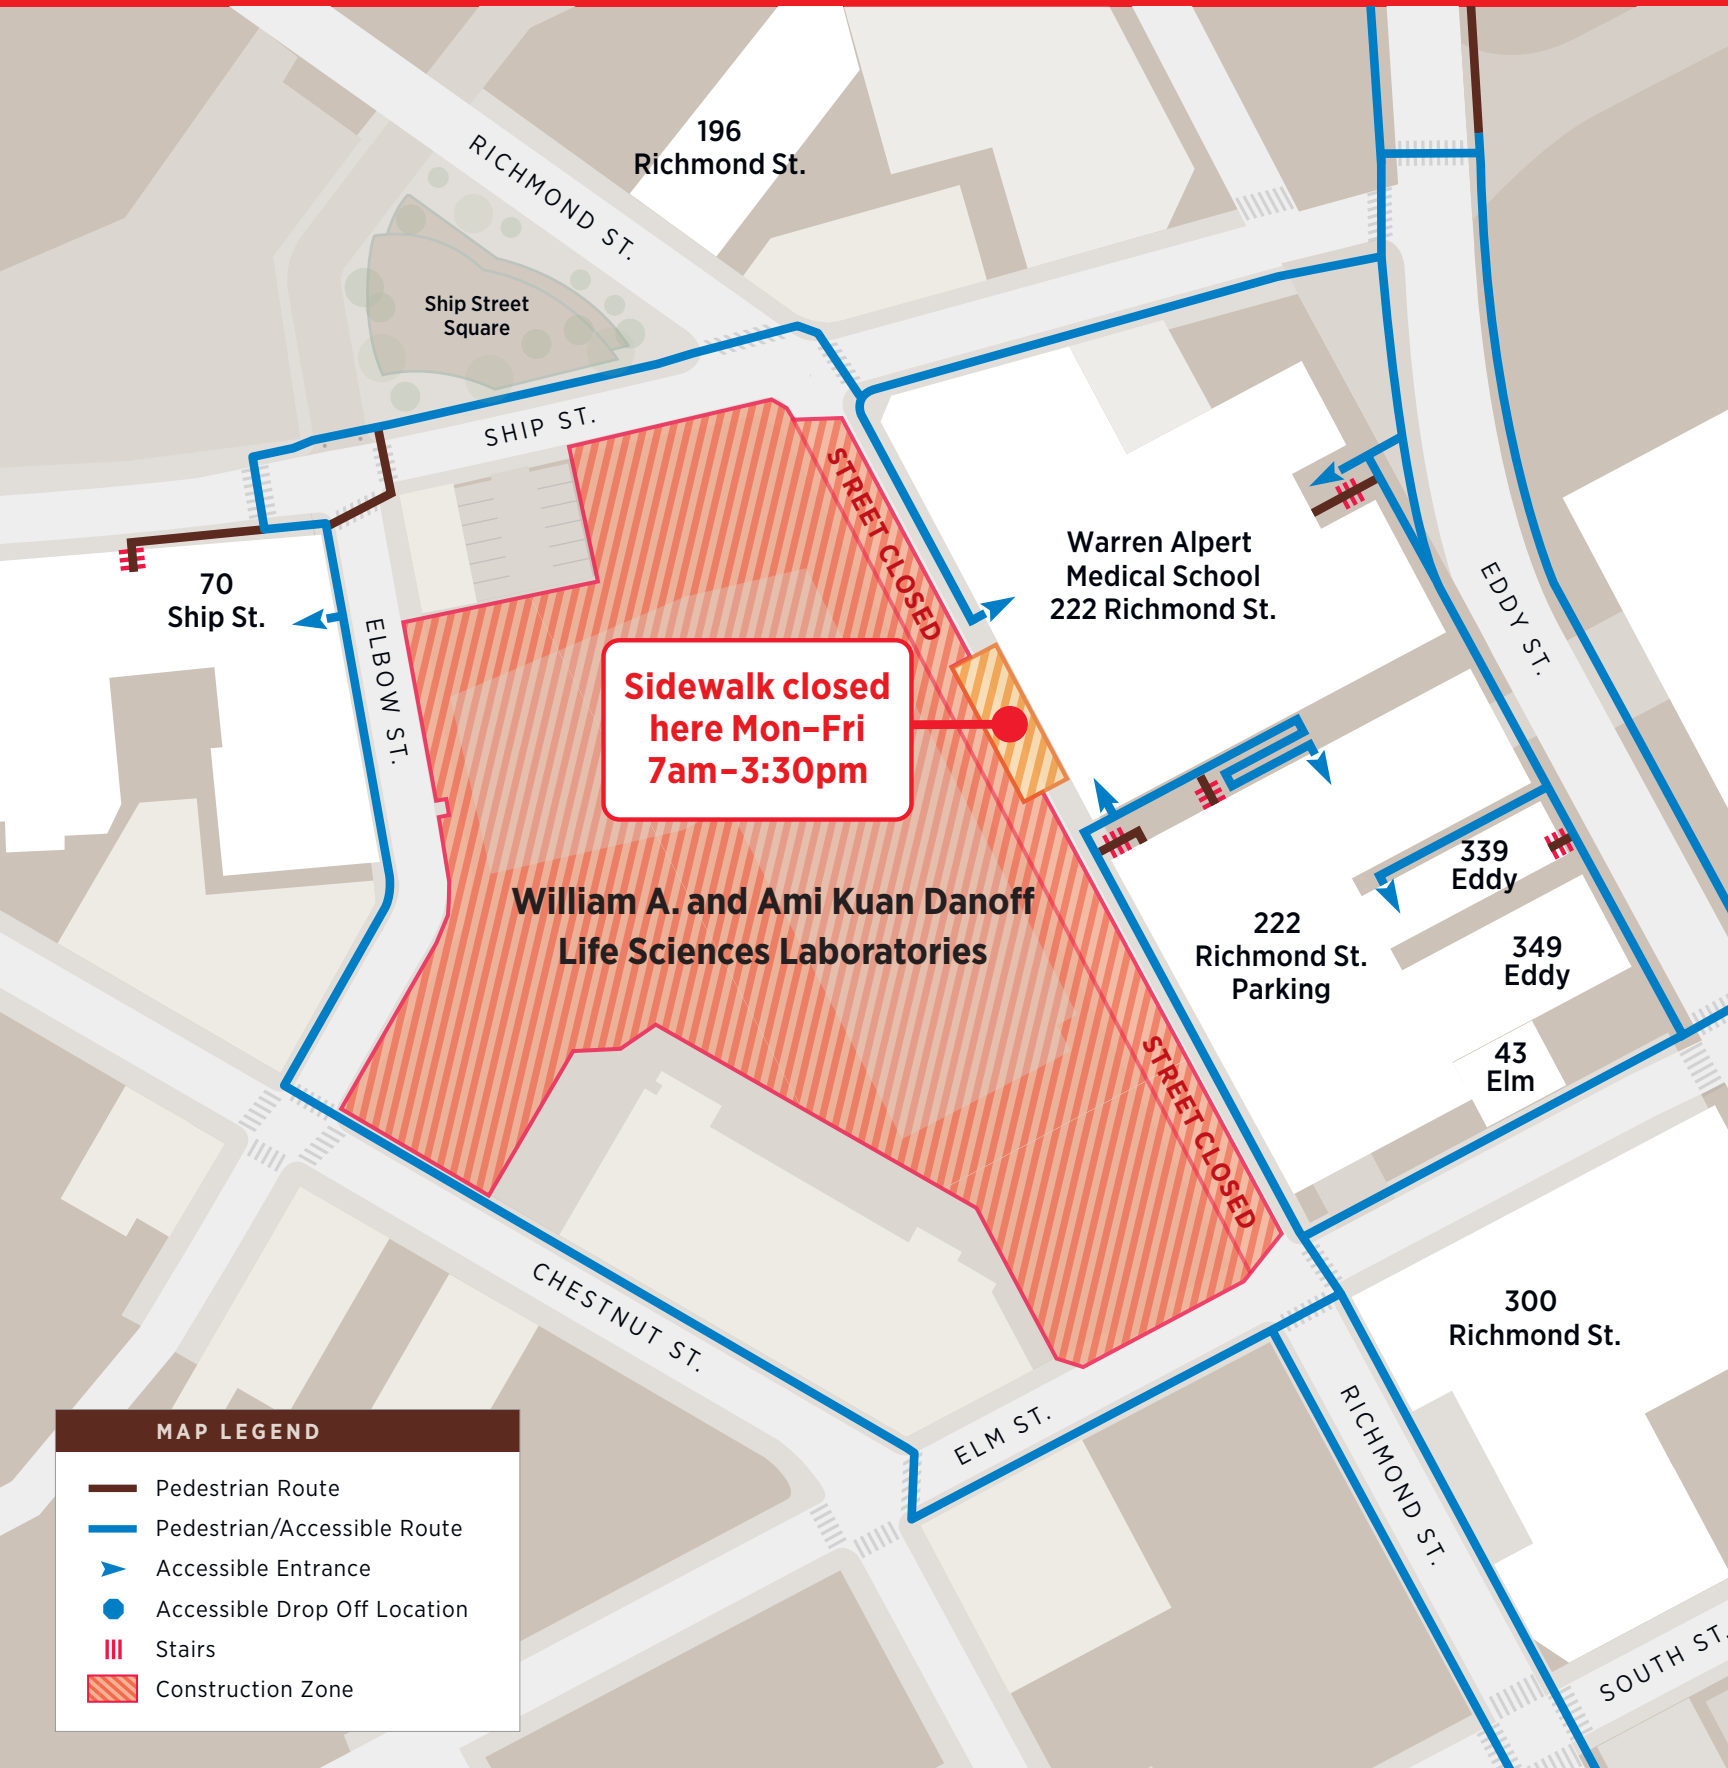 196
Richmond St.
RICHMOND ST.
Ship Street
Square
SHIP ST.
STREET CLOSED
Warren Alpert
Medical School
222 Richmond St.
EDDY ST.
70
Ship St.
ELBOW ST.
Sidewalk closed
here Mon–Fri
7am–3:30pm
William A. and Ami Kuan Danoff
Life Sciences Laboratories
339
Eddy
222
Richmond St.
Parking
349
Eddy
43
Elm
STREET CLOSED
CHESTNUT ST.
300
Richmond St.
ELM ST.
RICHMOND ST.
SOUTH ST.
MAP LEGEND
Pedestrian Route
Pedestrian/Accessible Route
Accessible Entrance
Accessible Drop Off Location
Stairs
Construction Zone